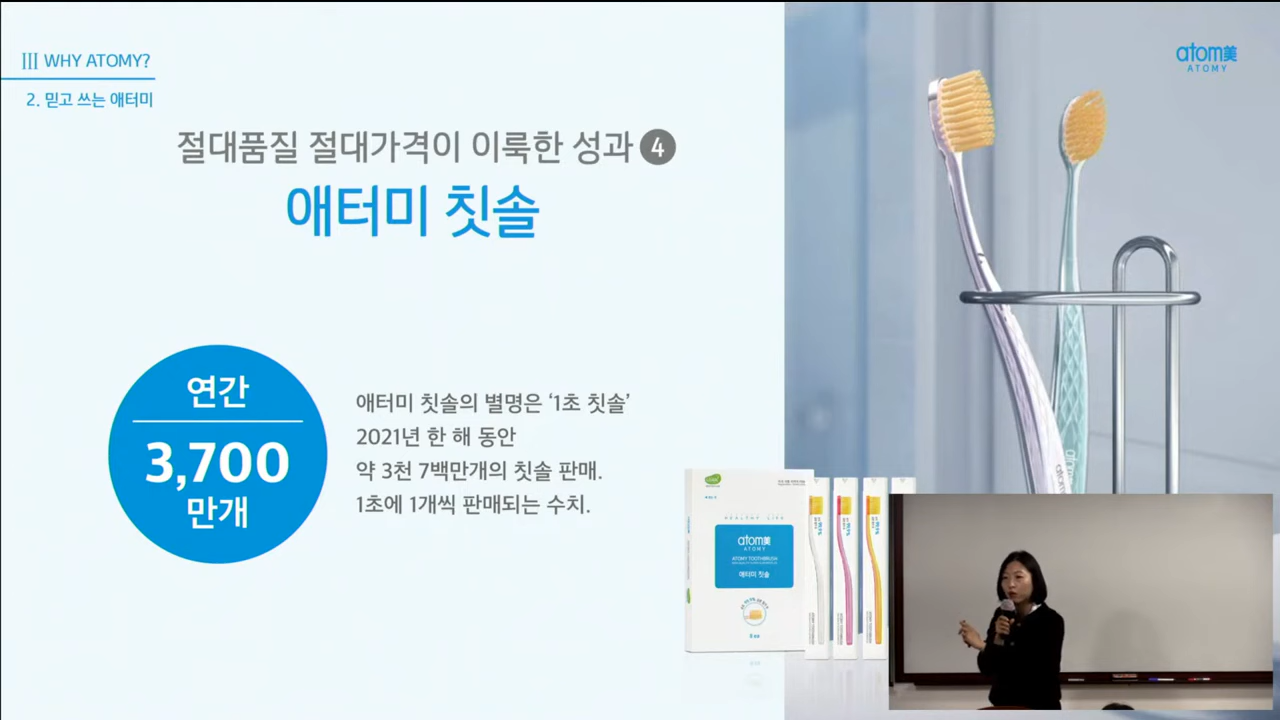 III WHY ATOMY?
2. 믿고 쓰는 애터미
atom美
ATOMY
절대품질 절대가격이 이룩한 성과 4
애터미 칫솔
연간
3,700
만개
애터미 칫솔의 별명은 ‘1초 칫솔’
2021년 한 해 동안
약 3천 7백만개의 칫솔 판매.
1초에 1개씩 판매되는 수치.
HEALTHY LIFE
atom美
ATOMY
ATOMY TOOTHBRUSH
애터미 칫솔
atom